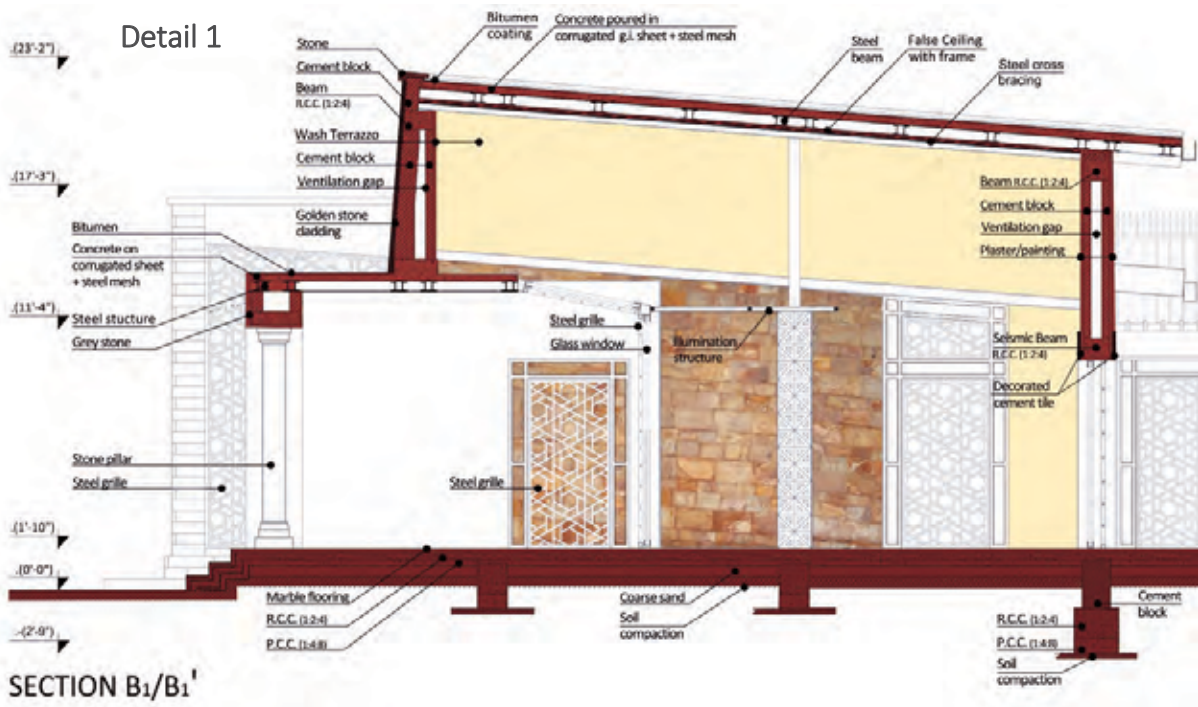 Detail 1
.(23'-2")
.(17'-3")
.(11'-4")
.(1'-10")
.(0'-0")
.-(2'-9")
Stone
Cement block
Beam
R.C.C. (1:2:4)
Wash Terrazzo
Cement block
Ventilation gap
Golden stone
cladding
Bitumen
coating
Concrete poured in
corrugated g.i. sheet + steel mesh
Steel
beam
False Ceiling
with frame
Steel cross
bracing
Bitumen
Concrete on
corrugated sheet
+ steel mesh
Steel stucture
Grey stone
Stone pillar
Steel grille
Steel grille
Glass window
Illumination
structure
Steel grille
Beam R.C.C. (1:2:4)
Cement block
Ventilation gap
Plaster/painting
Seismic Beam
R.C.C. (1:2:4)
Decorated
cement tile
Marble flooring
R.C.C. (1:2:4)
P.C.C. (1:4:8)
Coarse sand
Soil
compaction
Cement
block
R.C.C. (1:2:4)
P.C.C. (1:4:8)
Soil
compaction
SECTION B1/B1'